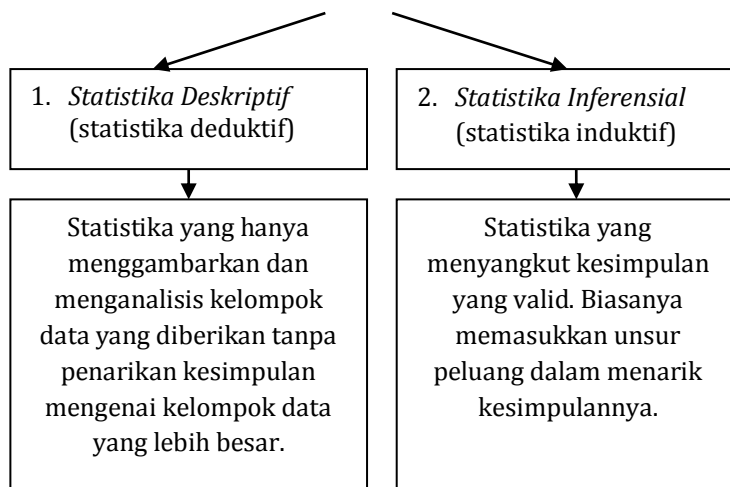 1. Statistika Deskriptif
(statistika deduktif)
2. Statistika Inferensial
(statistika induktif)
Statistika yang hanya
menggambarkan dan
menganalisis kelompok
data yang diberikan tanpa
penarikan kesimpulan
mengenai kelompok data
yang lebih besar.
Statistika yang
menyangkut kesimpulan
yang valid. Biasanya
memasukkan unsur
peluang dalam menarik
kesimpulannya.